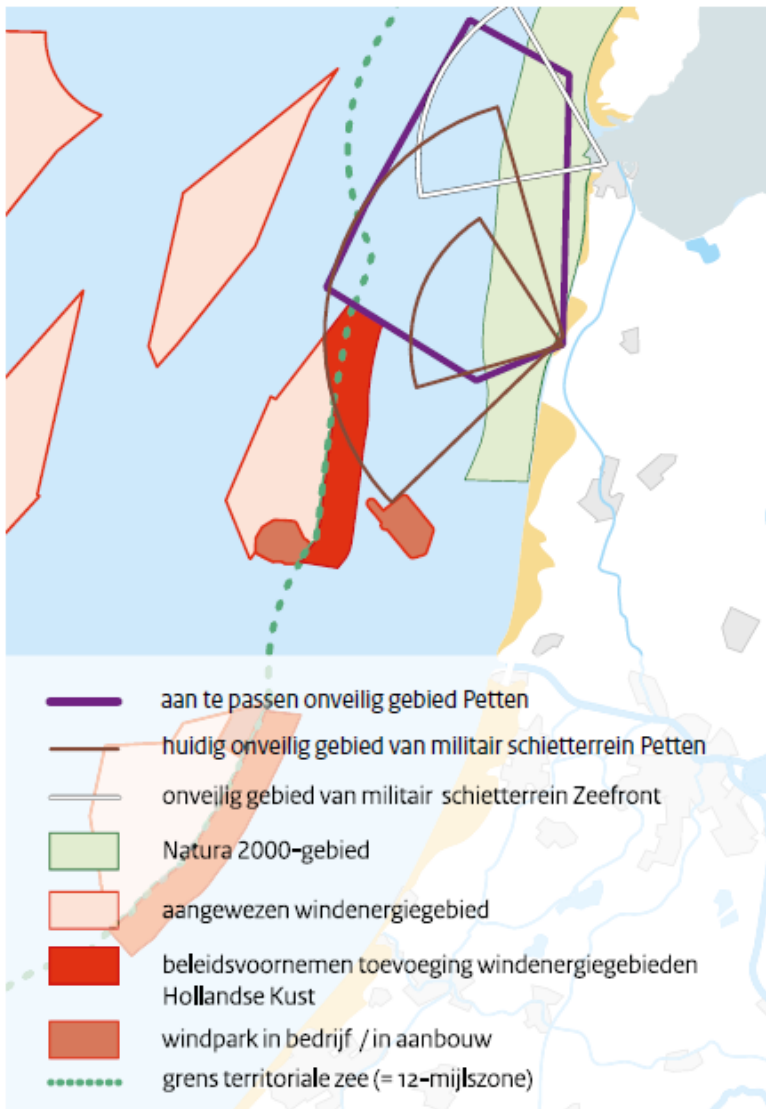 aan te passen onveilig gebied Petten
huidig onveilig gebied van militair schietterrein Petten
onveilig gebied van militair schietterrein Zeefront
Natura 2000-gebied
aangewezen windenergiegebied
beleidsvoornemen toevoeging windenergiegebieden
Hollandse Kust
windpark in bedrijf / in aanbouw
grens territoriale zee (= 12-mijlszone)